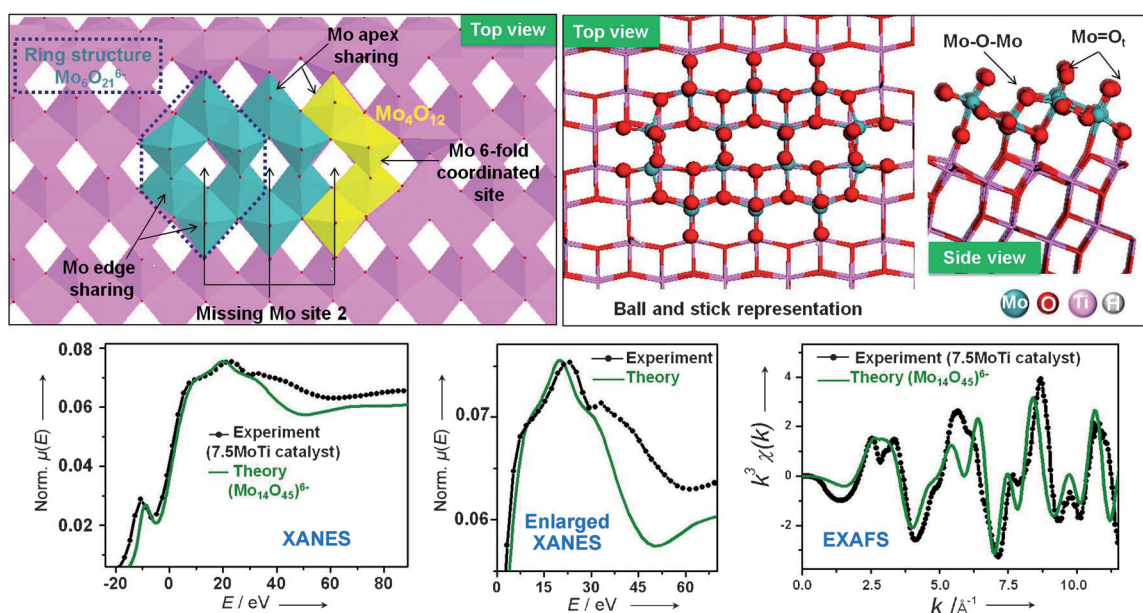 Top view
Ring structure
Mo6O21^6-
Mo apex
sharing
Mo4O12
Mo 6-fold
coordinated
site
Mo edge
sharing
Missing Mo site 2
Top view
Mo-O-Mo
Mo=Ot
Side view
Ball and stick representation
Mo O Ti H
0.08
0.06
0.04
0.02
Norm. μ(E)
Experiment
(7.5MoTi catalyst)
Theory
(Mo14O45)^6-
XANES
-20 0 20 40 60 80
E / eV
0.07
0.06
Norm. μ(E)
Experiment
Theory
Enlarged
XANES
0 15 30 45 60
E / eV
4
2
0
-2
k^3 χ(k)
Experiment (7.5MoTi catalyst)
Theory (Mo14O45)^6-
EXAFS
0.0 2.5 5.0 7.5 10.0
k /Å^-1